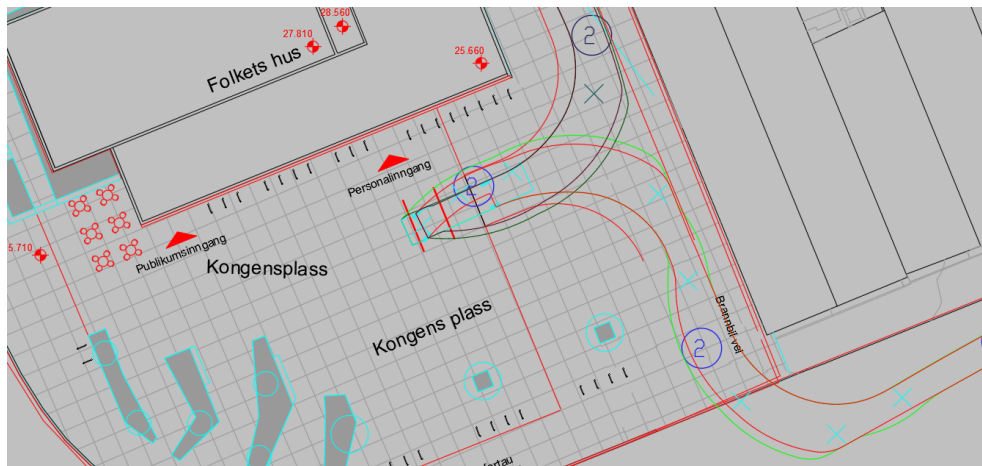 28.560
27.810
2
25.660
Folkets hus
Personalinngang
2
5.710
Publikumsinngang
Kongensplass
Kongens plass
Brannbil vei
2
fortau